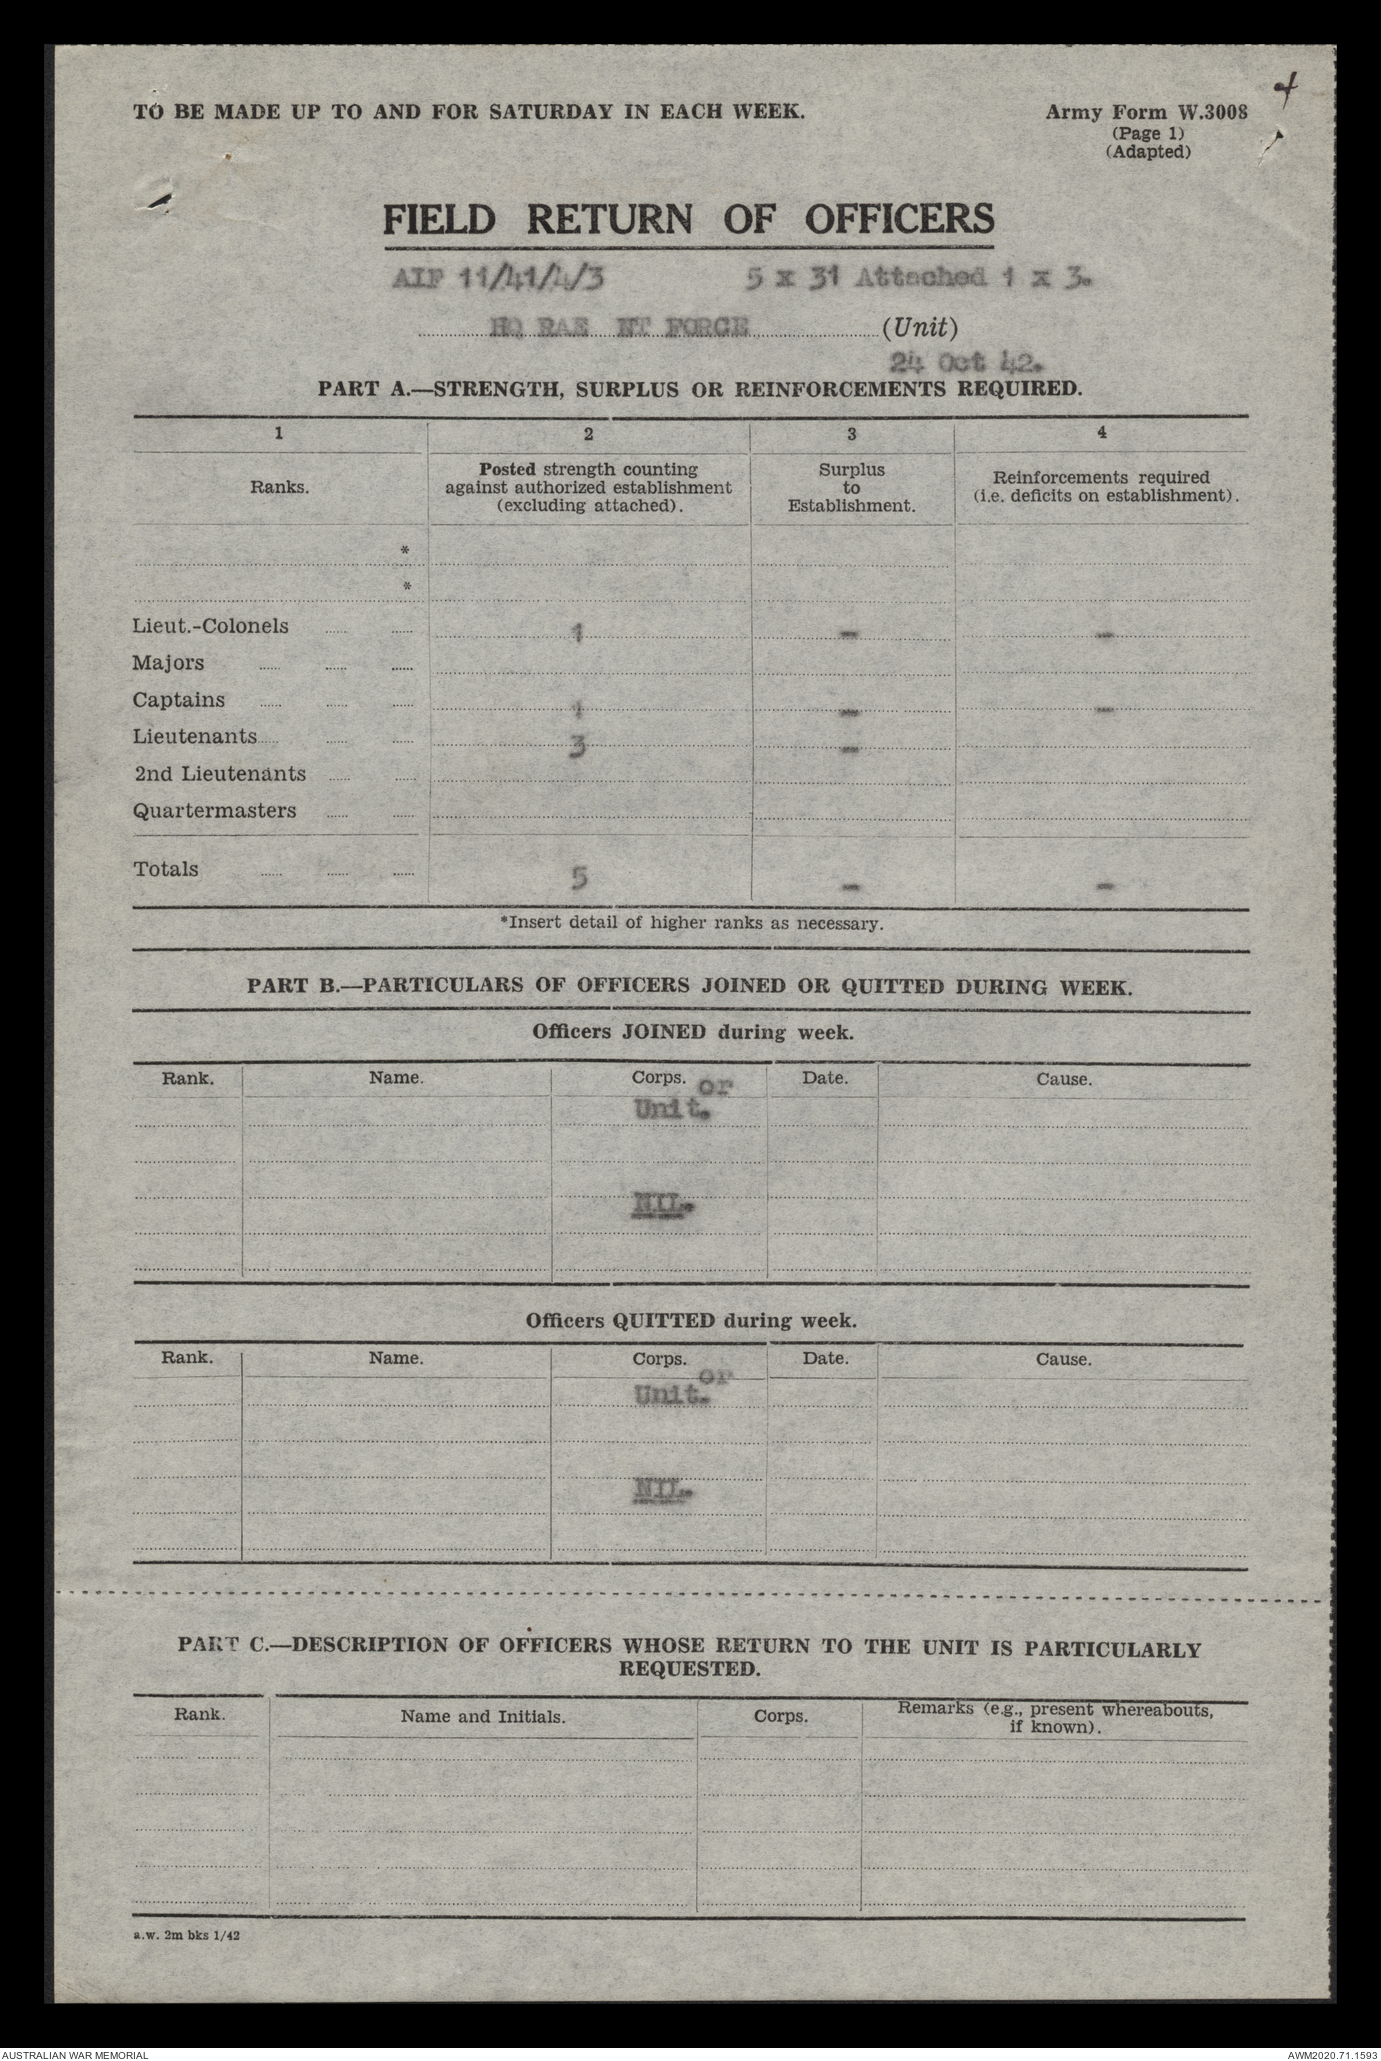 4
TO BE MADE UP TO AND FOR SATURDAY IN EACH WEEK. Army Form W.3008
(Page 1)
(Adapted)
FIELD RETURN OF OFFICERS
AIF 11/41/4/3 5 x 31 Attached 1 x 3.
HQ RAE NT FORCE (Unit)
24 Oct 42.
PART A.—STRENGTH, SURPLUS OR REINFORCEMENTS REQUIRED.
1 2 3 4
Ranks. Posted strength counting against authorized establishment (excluding attached). Surplus to Establishment. Reinforcements required (i.e. deficits on establishment).
*
*
Lieut.-Colonels 1 - -
Majors
Captains 1 - -
Lieutenants 3 -
2nd Lieutenants
Quartermasters
Totals 5 - -
*Insert detail of higher ranks as necessary.
PART B.—PARTICULARS OF OFFICERS JOINED OR QUITTED DURING WEEK.
Officers JOINED during week.
Rank. Name. Corps. or Date. Cause.
Unit.
NIL.
Officers QUITTED during week.
Rank. Name. Corps. Date. Cause.
or
Unit.
NIL.
PART C.—DESCRIPTION OF OFFICERS WHOSE RETURN TO THE UNIT IS PARTICULARLY
REQUESTED.
Rank. Name and Initials. Corps. Remarks (e.g., present whereabouts, if known).
a.w. 2m bks 1/42
AUSTRALIAN WAR MEMORIAL AWM2020.71.1593